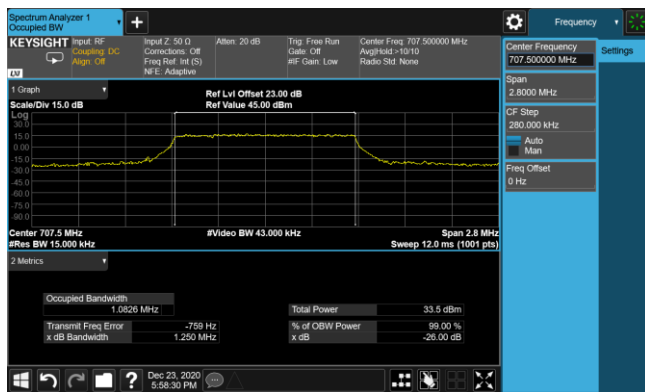 Spectrum Analyzer 1
Occupied BW
Frequency
KEYSIGHT
Input: RF
Coupling: DC
Align: Off
Input Z: 50 Ω
Corrections: Off
Freq Ref: Int (S)
NFE: Adaptive
Atten: 20 dB
Trig: Free Run
Gate: Off
#IF Gain: Low
Center Freq: 707.500000 MHz
Avg|Hold:>10/10
Radio Std: None
LXI
Center Frequency
707.500000 MHz
Settings
Span
2.8000 MHz
CF Step
280.000 kHz
Auto
Man
Freq Offset
0 Hz
1 Graph
Scale/Div 15.0 dB
Ref Lvl Offset 23.00 dB
Ref Value 45.00 dBm
Log
30.0
15.0
0.00
-15.0
-30.0
-45.0
-60.0
-75.0
-90.0
Center 707.5 MHz
#Video BW 43.000 kHz
Span 2.8 MHz
#Res BW 15.000 kHz
Sweep 12.0 ms (1001 pts)
2 Metrics
Occupied Bandwidth
1.0826 MHz
Total Power
33.5 dBm
Transmit Freq Error
-759 Hz
% of OBW Power
99.00 %
x dB Bandwidth
1.250 MHz
x dB
-26.00 dB
?
Dec 23, 2020
5:58:30 PM